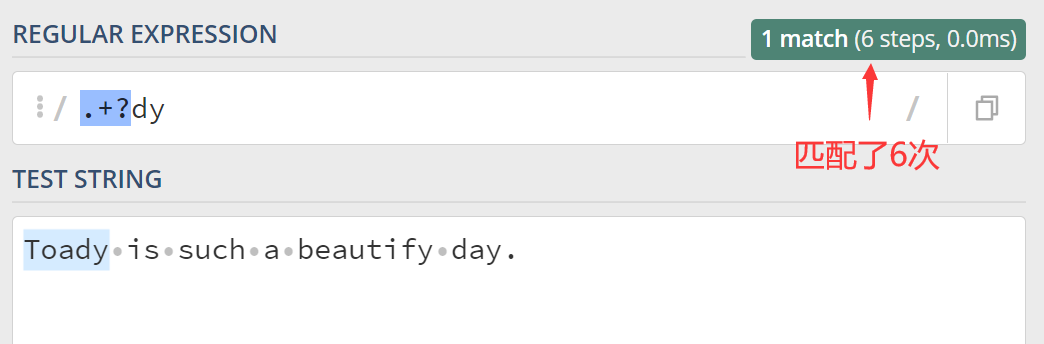 REGULAR EXPRESSION
1 match (6 steps, 0.0ms)
/ .+?dy /
匹配了6次
TEST STRING
Toady·is·such·a·beautify·day.